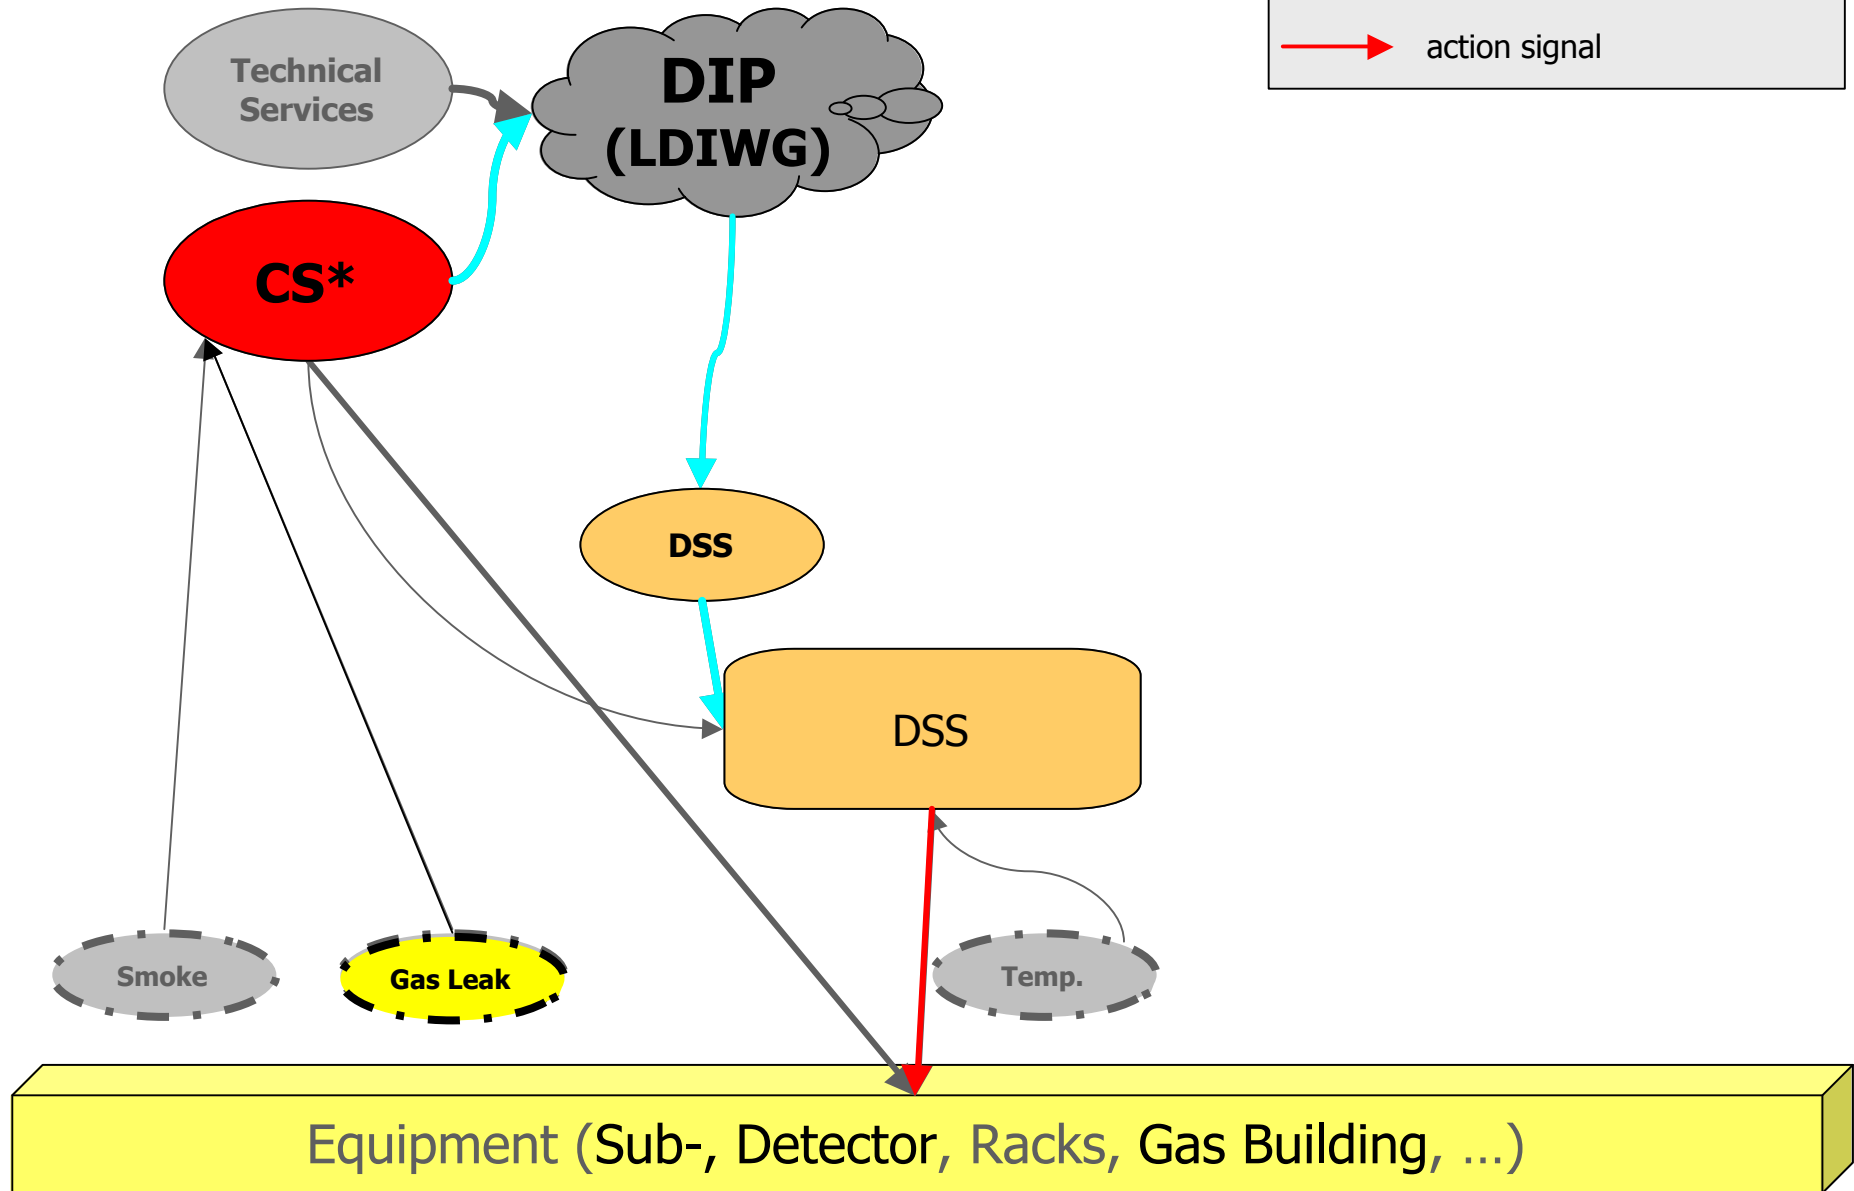 action signal
Technical
Services
DIP
(LDIWG)
CS*
DSS
DSS
Smoke
Gas Leak
Temp.
Equipment (Sub-, Detector, Racks, Gas Building, ...)